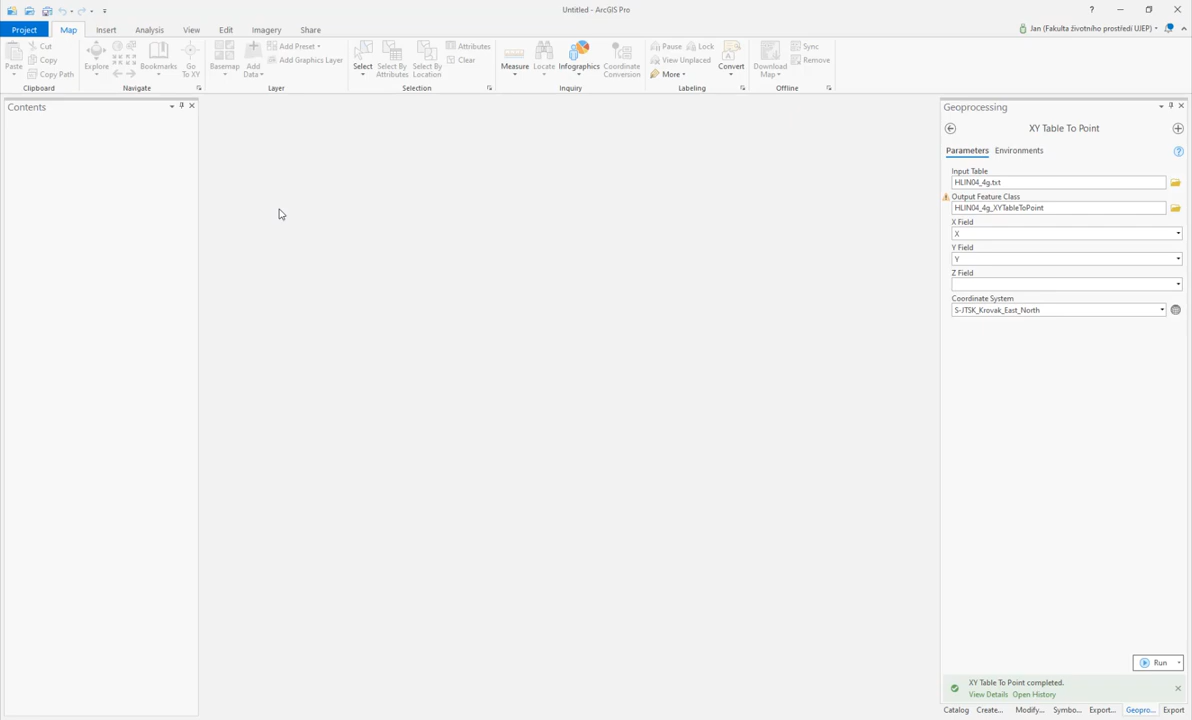 Untitled - ArcGIS Pro
Project Map Insert Analysis View Edit Imagery Share
Jan (Fakulta životního prostředí UJEP)
Paste
Cut
Copy
Copy Path
Clipboard
Explore
Bookmarks
Go
To XY
Navigate
Basemap
Add
Data
Add Preset
Add Graphics Layer
Layer
Select
Select By
Attributes
Select By
Location
Attributes
Clear
Selection
Measure
Locate
Infographics
Coordinate
Conversion
Inquiry
Pause
Lock
View Unplaced
More
Convert
Labeling
Download
Map
Sync
Remove
Offline
Contents
Geoprocessing
XY Table To Point
Parameters Environments
Input Table
HLIN04_4g.txt
Output Feature Class
HLIN04_4g_XYTableToPoint
X Field
X
Y Field
Y
Z Field
Coordinate System
S-JTSK_Krovak_East_North
Run
XY Table To Point completed.
View Details Open History
Catalog Create... Modify... Symbo... Export... Geopro... Export